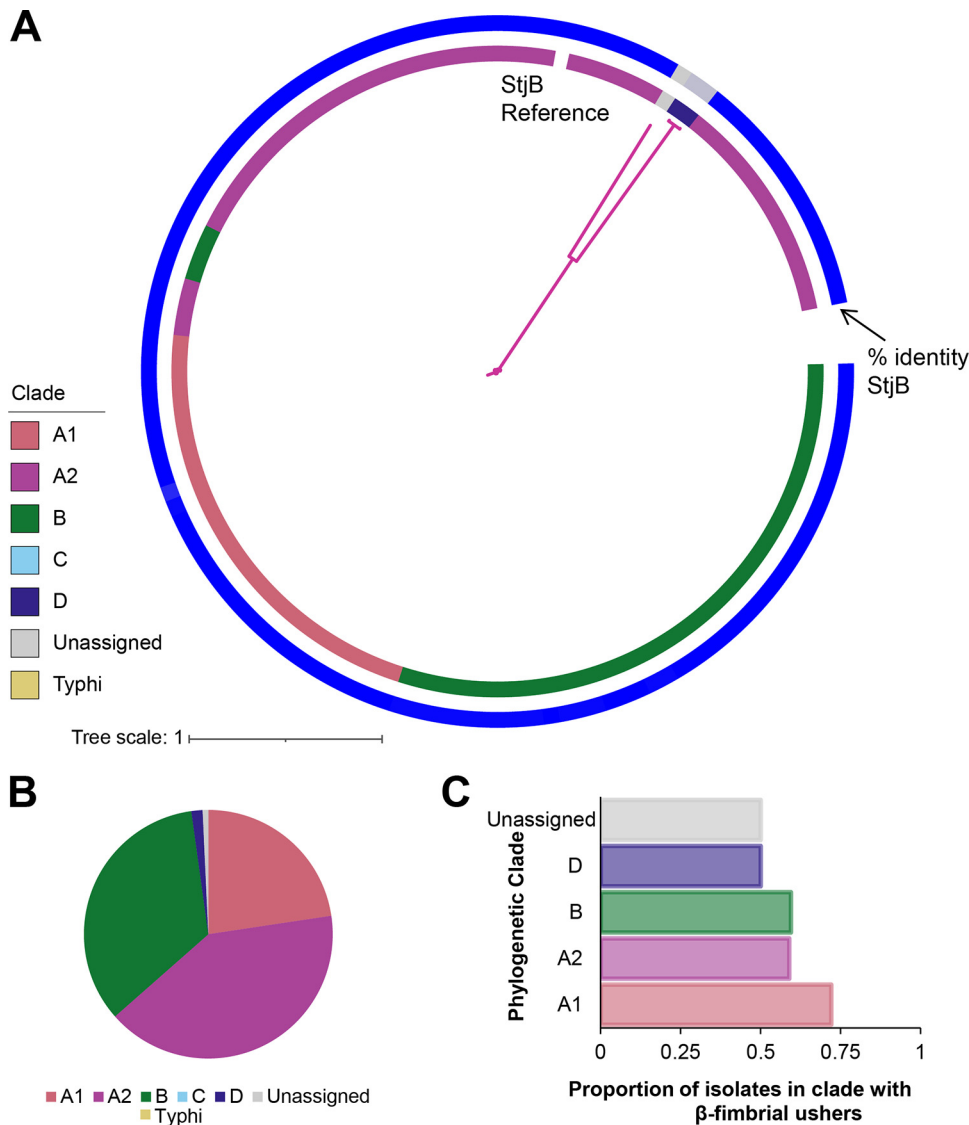 A
StjB
Reference
% identity
StjB
Clade
A1
A2
B
C
D
Unassigned
Typhi
Tree scale: 1
B
A1 A2 B C D Unassigned
Typhi
C
Phylogenetic Clade
Unassigned
D
B
A2
A1
0 0.25 0.5 0.75 1
Proportion of isolates in clade with
β-fimbrial ushers